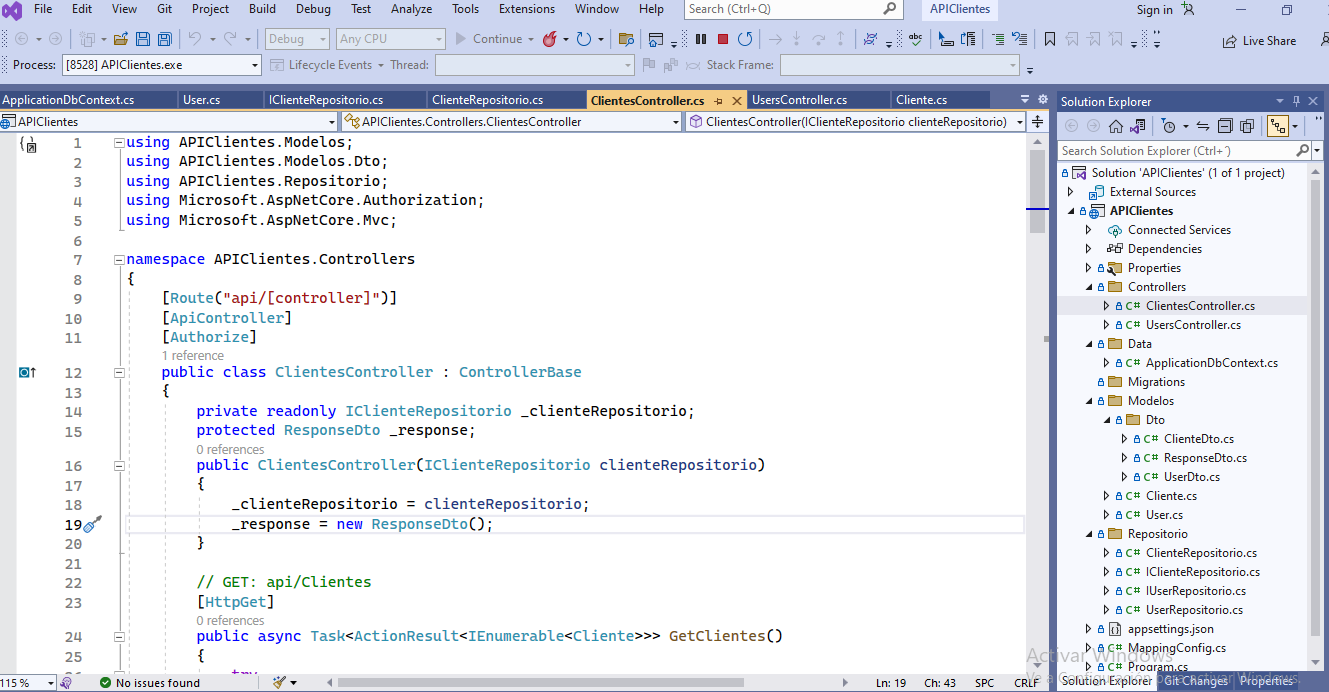 File Edit View Git Project Build Debug Test Analyze Tools Extensions Window Help Search (Ctrl+Q) APIClientes Sign in
Debug Any CPU Continue Live Share
Process: [8528] APIClientes.exe Lifecycle Events Thread: Stack Frame:
ApplicationDbContext.cs User.cs IClienteRepositorio.cs ClienteRepositorio.cs ClientesController.cs UsersController.cs Cliente.cs
APIClientes APIClientes.Controllers.ClientesController ClientesController(IClienteRepositorio clienteRepositorio)
1 using APIClientes.Modelos;
2 using APIClientes.Modelos.Dto;
3 using APIClientes.Repositorio;
4 using Microsoft.AspNetCore.Authorization;
5 using Microsoft.AspNetCore.Mvc;
6
7 namespace APIClientes.Controllers
8 {
9 [Route("api/[controller]")]
10 [ApiController]
11 [Authorize]
1 reference
12 public class ClientesController : ControllerBase
13 {
14 private readonly IClienteRepositorio _clienteRepositorio;
15 protected ResponseDto _response;
0 references
16 public ClientesController(IClienteRepositorio clienteRepositorio)
17 {
18 _clienteRepositorio = clienteRepositorio;
19 _response = new ResponseDto();
20 }
21
22 // GET: api/Clientes
23 [HttpGet]
0 references
24 public async Task<ActionResult<IEnumerable<Cliente>>> GetClientes()
25 {
115 % No issues found Ln: 19 Ch: 43 SPC CRLF
Solution Explorer
Search Solution Explorer (Ctrl+´)
Solution 'APIClientes' (1 of 1 project)
External Sources
APIClientes
Connected Services
Dependencies
Properties
Controllers
C# ClientesController.cs
C# UsersController.cs
Data
C# ApplicationDbContext.cs
Migrations
Modelos
Dto
C# ClienteDto.cs
C# ResponseDto.cs
C# UserDto.cs
C# Cliente.cs
C# User.cs
Repositorio
C# ClienteRepositorio.cs
C# IClienteRepositorio.cs
C# IUserRepositorio.cs
C# UserRepositorio.cs
appsettings.json
C# MappingConfig.cs
C# Program.cs
Solution Explorer Git Changes Properties
Activar Windows
Ve a Configuración para activar Windows.